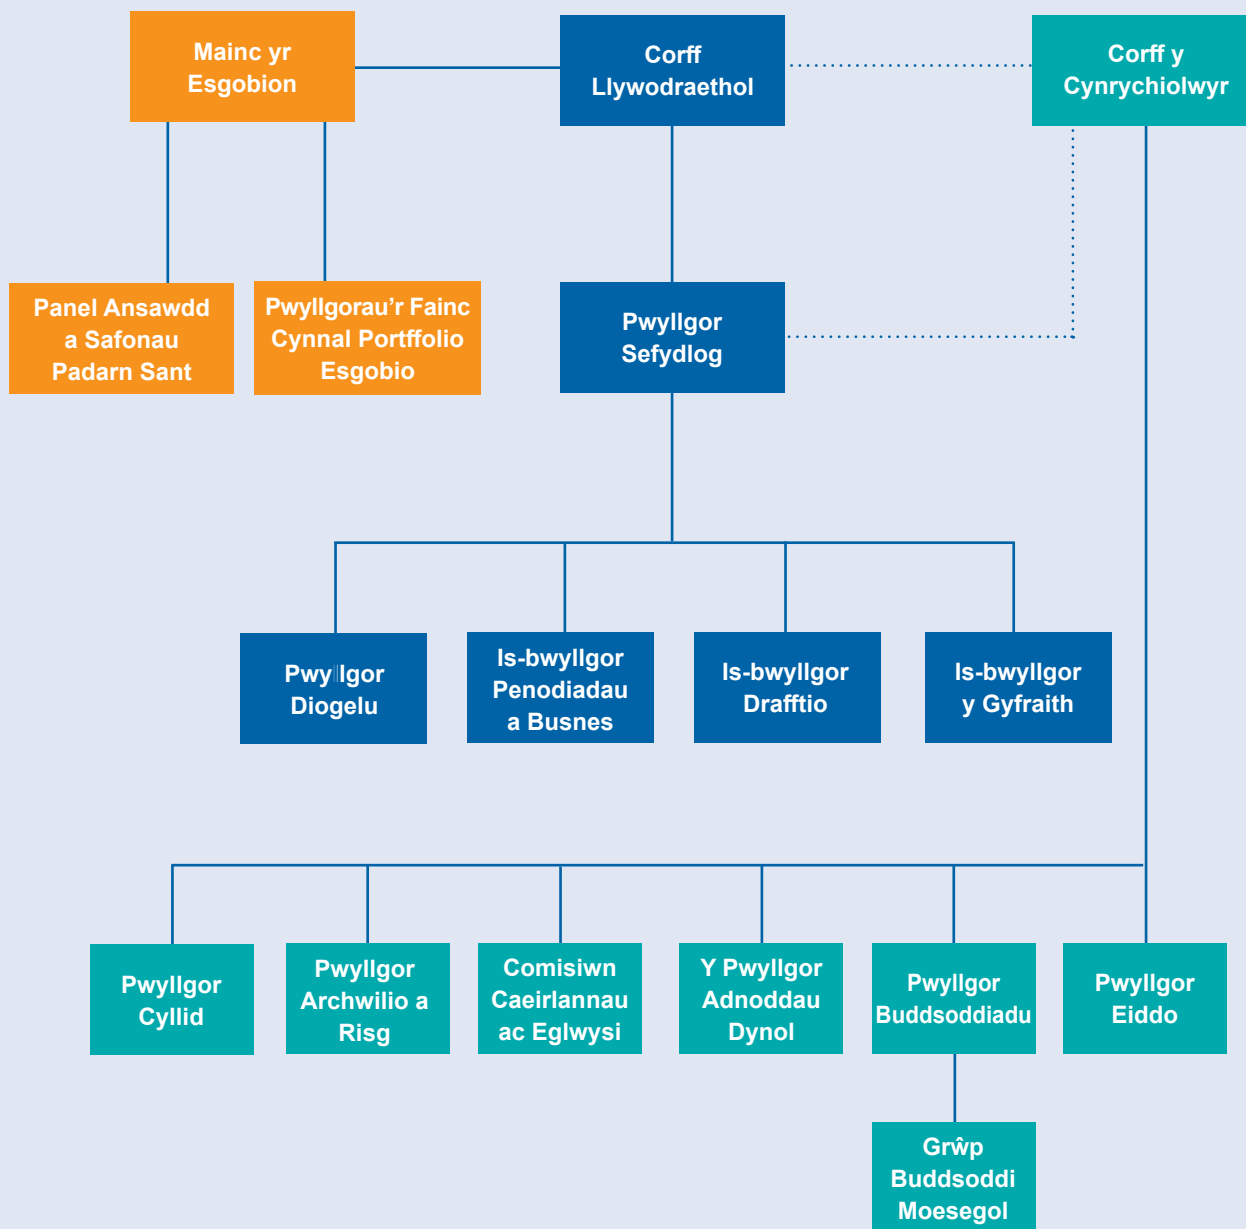 Mainc yr
Esgobion
Corff
Llywodraethol
Corff y
Cynrychiolwyr
Panel Ansawdd
a Safonau
Padarn Sant
Pwyllgorau'r Fainc
Cynnal Portffolio
Esgobio
Pwyllgor
Sefydlog
Pwyllgor
Diogelu
Is-bwyllgor
Penodiadau
a Busnes
Is-bwyllgor
Drafftio
Is-bwyllgor
y Gyfraith
Pwyllgor
Cyllid
Pwyllgor
Archwilio a
Risg
Comisiwn
Caeirlannau
ac Eglwysi
Y Pwyllgor
Adnoddau
Dynol
Pwyllgor
Buddsoddiadu
Pwyllgor
Eiddo
Grŵp
Buddsoddi
Moesegol